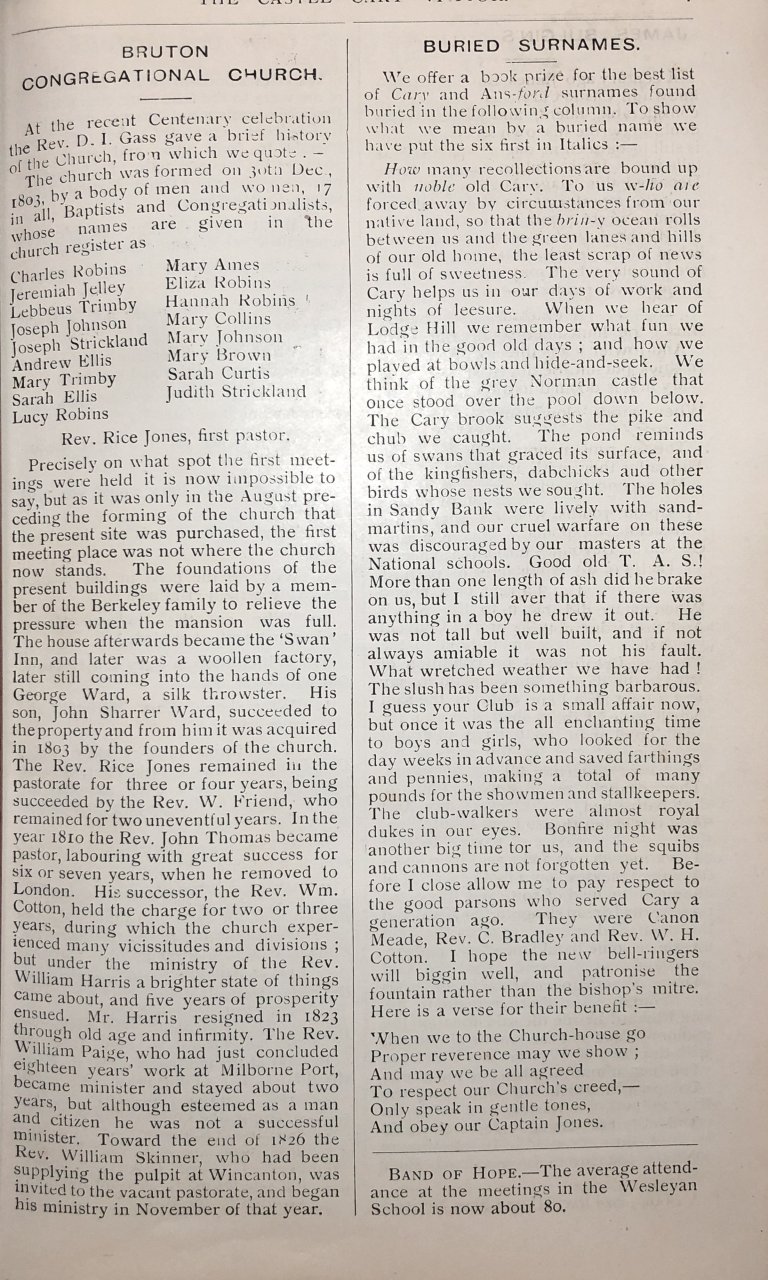 THE CASTLE CARY VISITOR.
BRUTON
CONGREGATIONAL CHURCH.
At the recent Centenary celebration
the Rev. D. I. Gass gave a brief history
of the Church, from which we quote . —
The church was formed on 30th Dec.,
1803, by a body of men and women, 17
in all, Baptists and Congregationalists,
whose names are given in the
church register as
Charles Robins
Jeremiah Jelley
Lebbeus Trimby
Joseph Johnson
Joseph Strickland
Andrew Ellis
Mary Trimby
Sarah Ellis
Lucy Robins
Mary Ames
Eliza Robins
Hannah Robins
Mary Collins
Mary Johnson
Mary Brown
Sarah Curtis
Judith Strickland
Rev. Rice Jones, first pastor.
Precisely on what spot the first meet-
ings were held it is now impossible to
say, but as it was only in the August pre-
ceding the forming of the church that
the present site was purchased, the first
meeting place was not where the church
now stands. The foundations of the
present buildings were laid by a mem-
ber of the Berkeley family to relieve the
pressure when the mansion was full.
The house afterwards became the 'Swan'
Inn, and later was a woollen factory,
later still coming into the hands of one
George Ward, a silk throwster. His
son, John Sharrer Ward, succeeded to
the property and from him it was acquired
in 1803 by the founders of the church.
The Rev. Rice Jones remained in the
pastorate for three or four years, being
succeeded by the Rev. W. Friend, who
remained for two uneventful years. In the
year 1810 the Rev. John Thomas became
pastor, labouring with great success for
six or seven years, when he removed to
London. His successor, the Rev. Wm.
Cotton, held the charge for two or three
years, during which the church exper-
ienced many vicissitudes and divisions ;
but under the ministry of the Rev.
William Harris a brighter state of things
came about, and five years of prosperity
ensued. Mr. Harris resigned in 1823
through old age and infirmity. The Rev.
William Paige, who had just concluded
eighteen years' work at Milborne Port,
became minister and stayed about two
years, but although esteemed as a man
and citizen he was not a successful
minister. Toward the end of 1826 the
Rev. William Skinner, who had been
supplying the pulpit at Wincanton, was
invited to the vacant pastorate, and began
his ministry in November of that year.
BURIED SURNAMES.
We offer a book prize for the best list
of Cary and Ans-ford surnames found
buried in the following column. To show
what we mean by a buried name we
have put the six first in Italics :—
How many recollections are bound up
with noble old Cary. To us w-ho are
forced away by circumstances from our
native land, so that the brin-y ocean rolls
between us and the green lanes and hills
of our old home, the least scrap of news
is full of sweetness. The very sound of
Cary helps us in our days of work and
nights of leesure. When we hear of
Lodge Hill we remember what fun we
had in the good old days ; and how we
played at bowls and hide-and-seek. We
think of the grey Norman castle that
once stood over the pool down below.
The Cary brook suggests the pike and
chub we caught. The pond reminds
us of swans that graced its surface, and
of the kingfishers, dabchicks and other
birds whose nests we sought. The holes
in Sandy Bank were lively with sand-
martins, and our cruel warfare on these
was discouraged by our masters at the
National schools. Good old T. A. S.!
More than one length of ash did he brake
on us, but I still aver that if there was
anything in a boy he drew it out. He
was not tall but well built, and if not
always amiable it was not his fault.
What wretched weather we have had !
The slush has been something barbarous.
I guess your Club is a small affair now,
but once it was the all enchanting time
to boys and girls, who looked for the
day weeks in advance and saved farthings
and pennies, making a total of many
pounds for the showmen and stallkeepers.
The club-walkers were almost royal
dukes in our eyes. Bonfire night was
another big time for us, and the squibs
and cannons are not forgotten yet. Be-
fore I close allow me to pay respect to
the good parsons who served Cary a
generation ago. They were Canon
Meade, Rev. C. Bradley and Rev. W. H.
Cotton. I hope the new bell-ringers
will biggin well, and patronise the
fountain rather than the bishop's mitre.
Here is a verse for their benefit :—
When we to the Church-house go
Proper reverence may we show ;
And may we be all agreed
To respect our Church's creed,—
Only speak in gentle tones,
And obey our Captain Jones.
BAND OF HOPE.—The average attend-
ance at the meetings in the Wesleyan
School is now about 80.